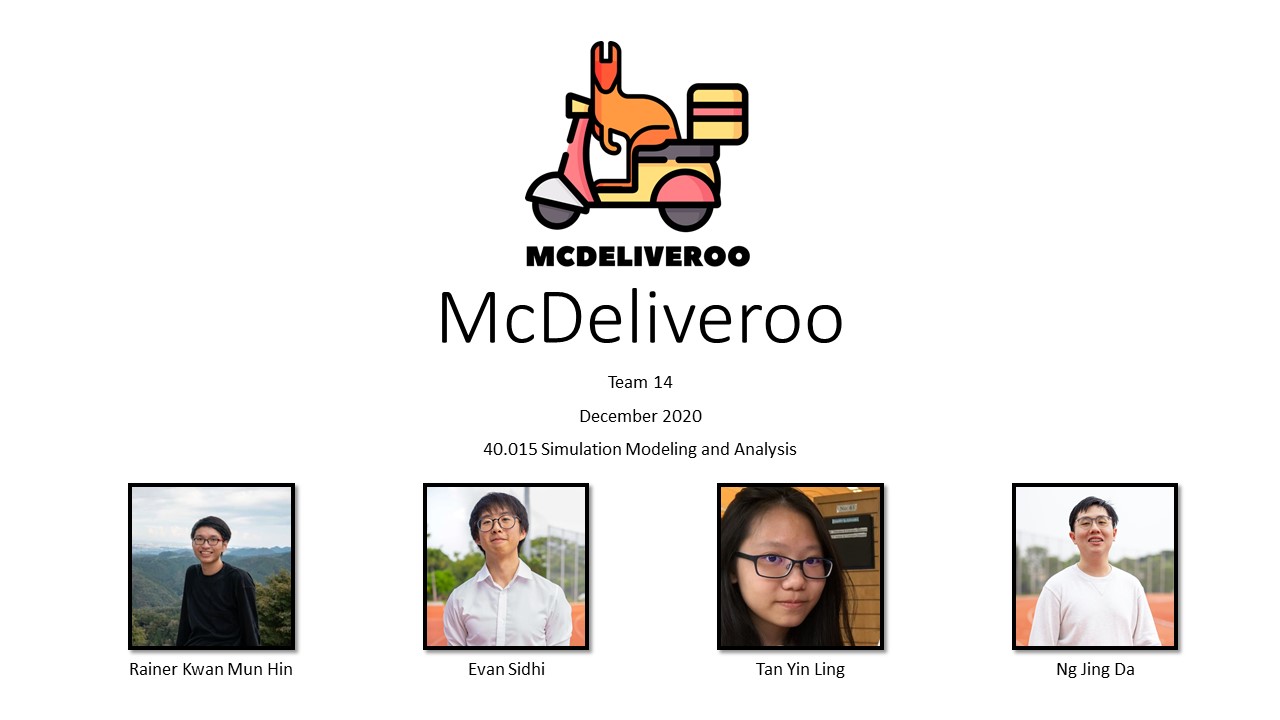 MCDELIVEROO
McDeliveroo
Team 14
December 2020
40.015 Simulation Modeling and Analysis
Rainer Kwan Mun Hin
Evan Sidhi
Tan Yin Ling
Ng Jing Da